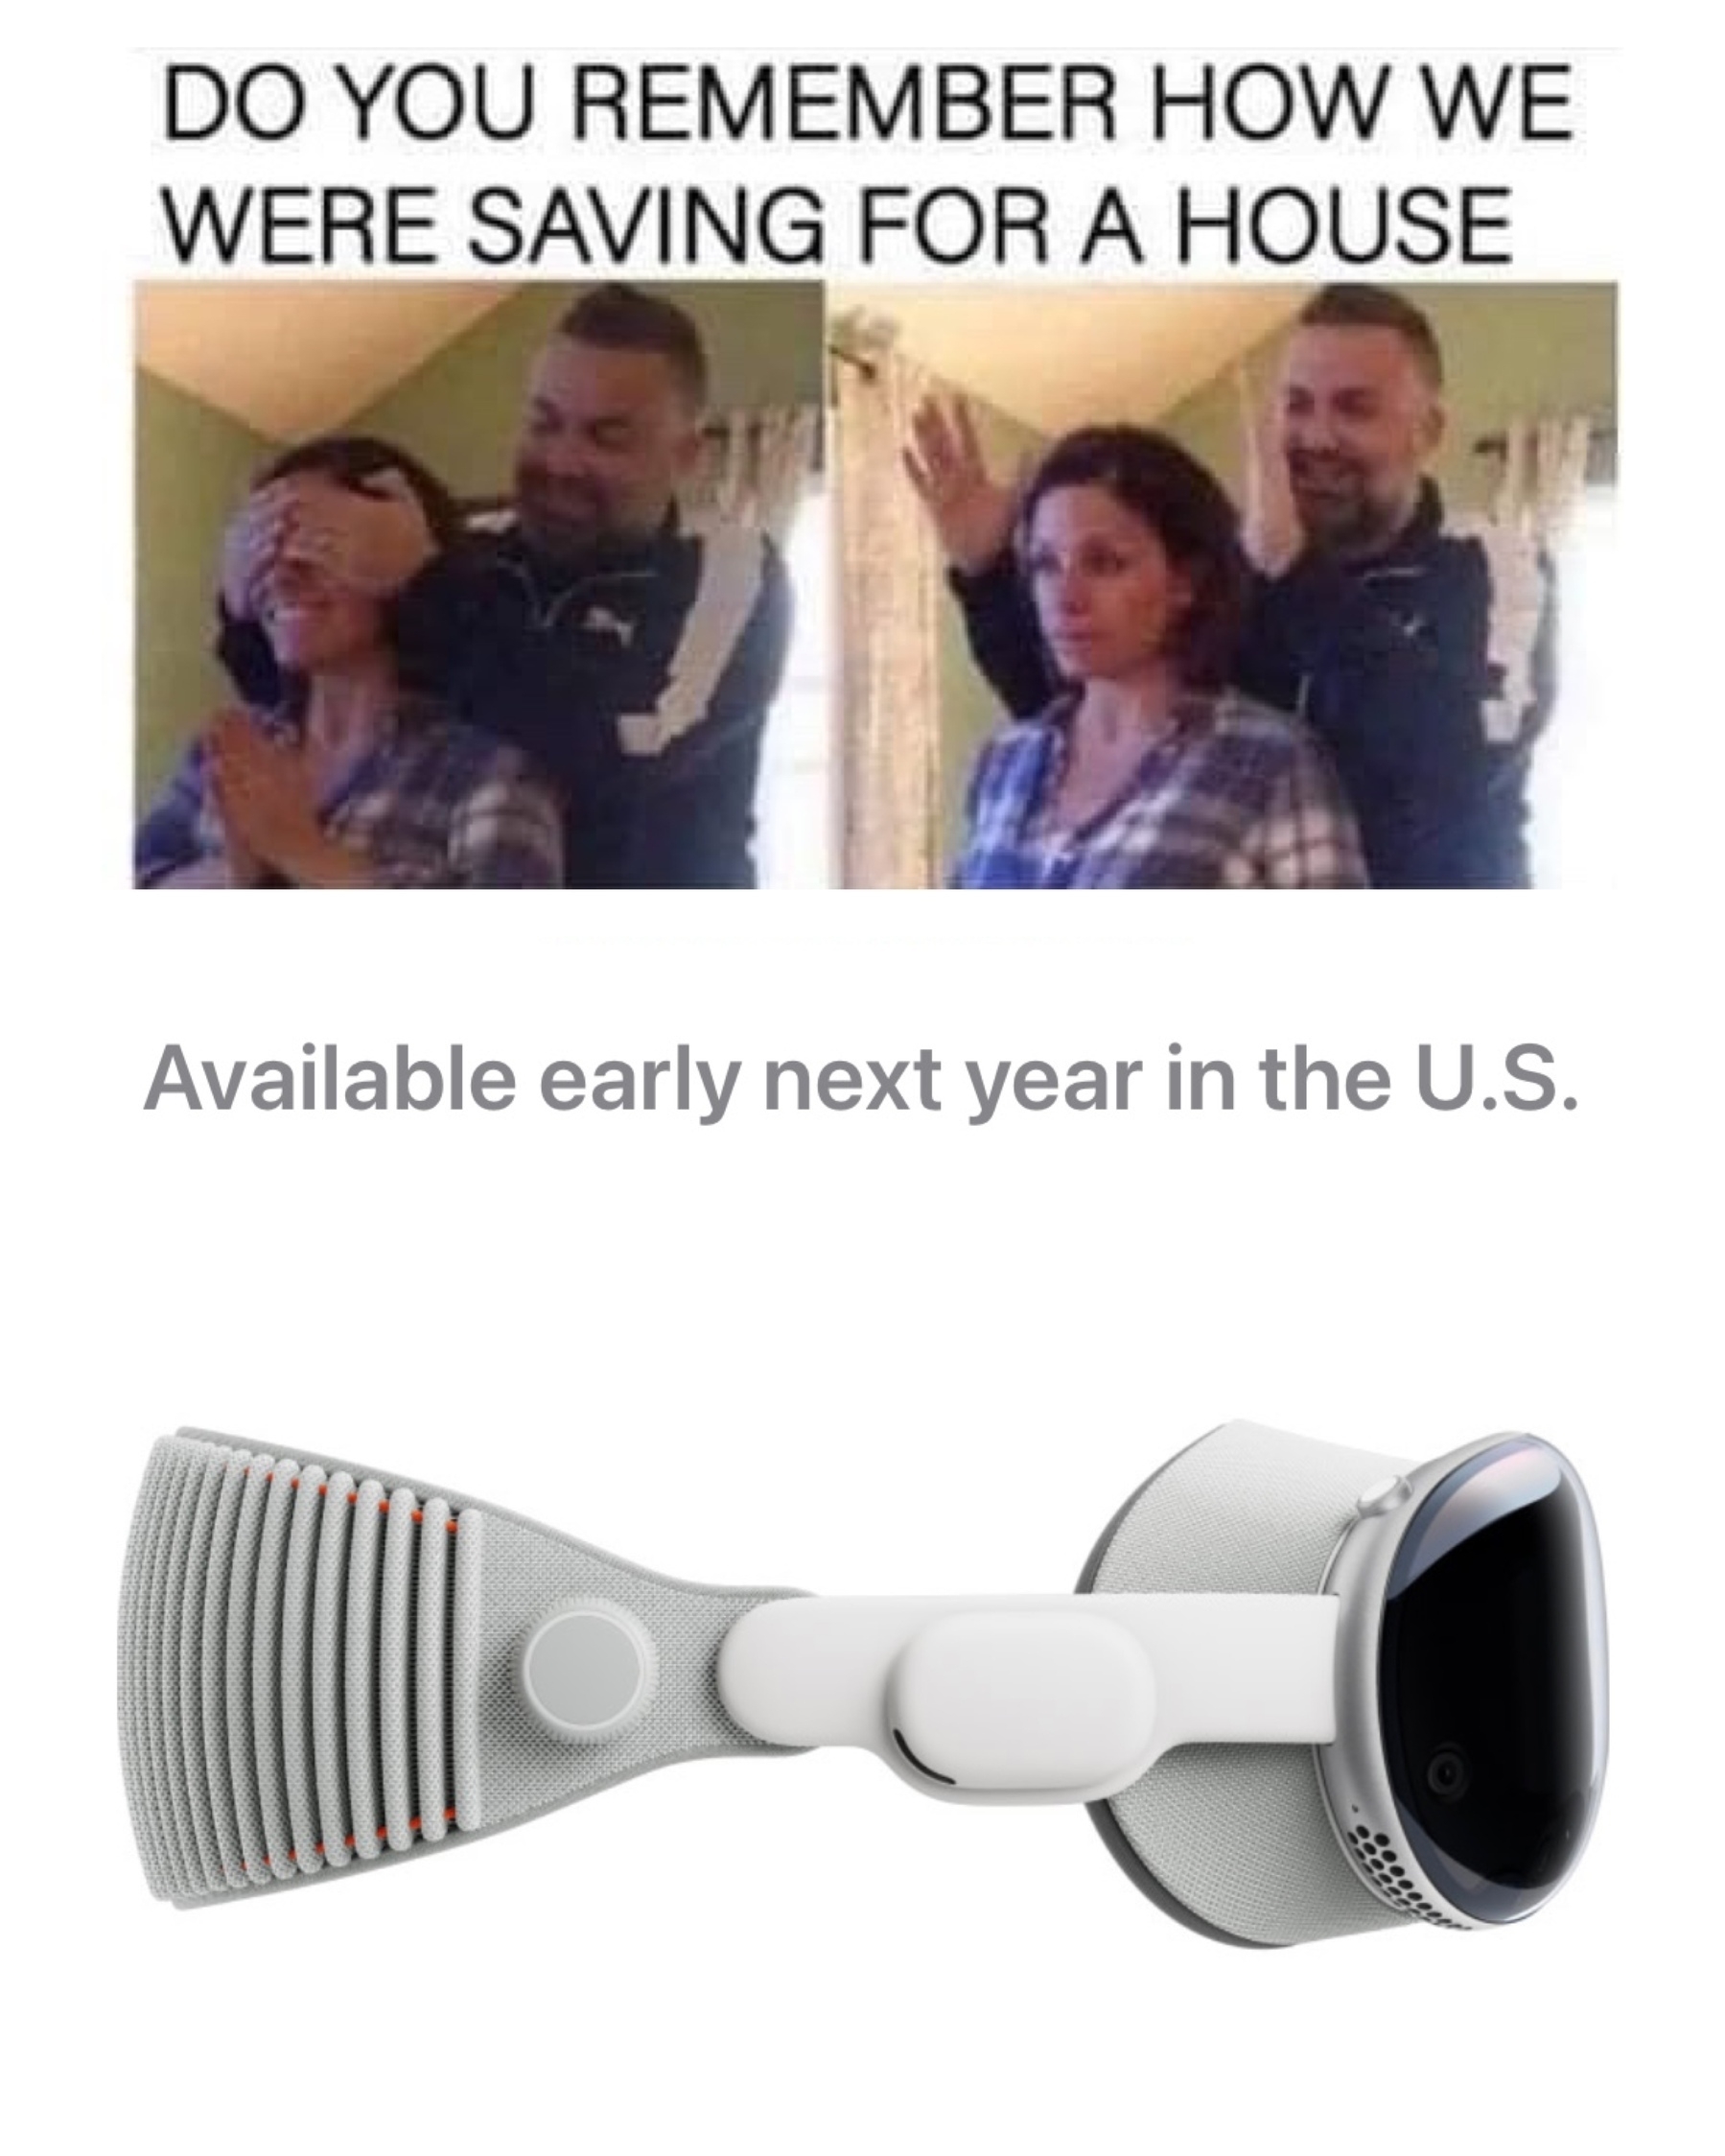 DO YOU REMEMBER HOW WE
WERE SAVING FOR A HOUSE
Available early next year in the U.S.